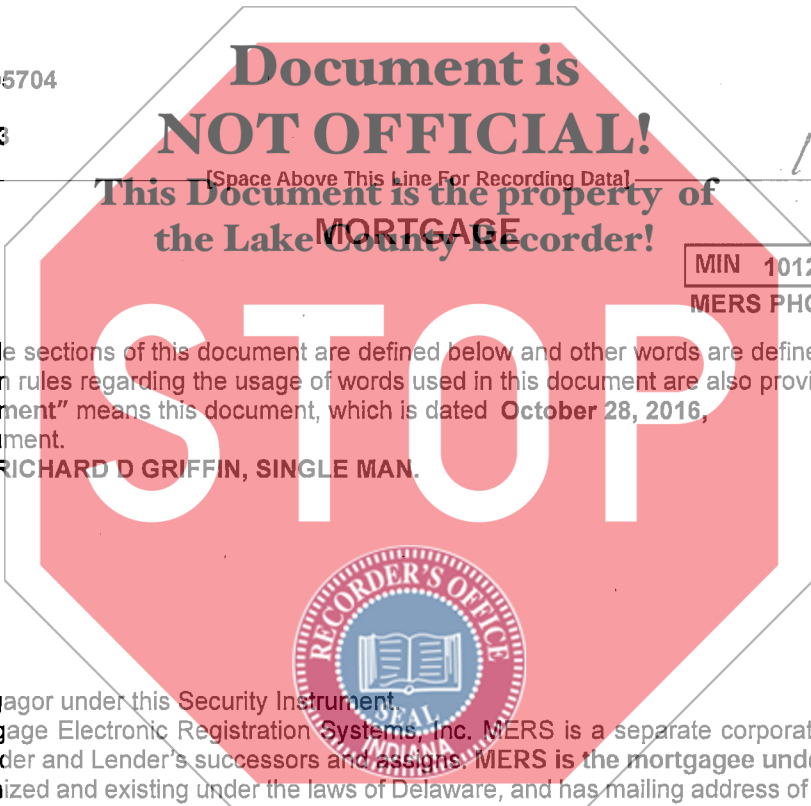 Document is
5704
NOT OFFICIAL!
3
[Space Above This Line For Recording Data]
This Document is the property of
MORTGAGE
the Lake County Recorder!
MIN 1012
MERS PHO
STOP
le sections of this document are defined below and other words are define
n rules regarding the usage of words used in this document are also provi
ment” means this document, which is dated October 28, 2016,
ument.
RICHARD D GRIFFIN, SINGLE MAN.
RECORDER'S OFFICE
SEAL
INDIANA
gagor under this Security Instrument.
gage Electronic Registration Systems, Inc. MERS is a separate corporat
der and Lender's successors and assigns. MERS is the mortgagee unde
nized and existing under the laws of Delaware, and has mailing address of